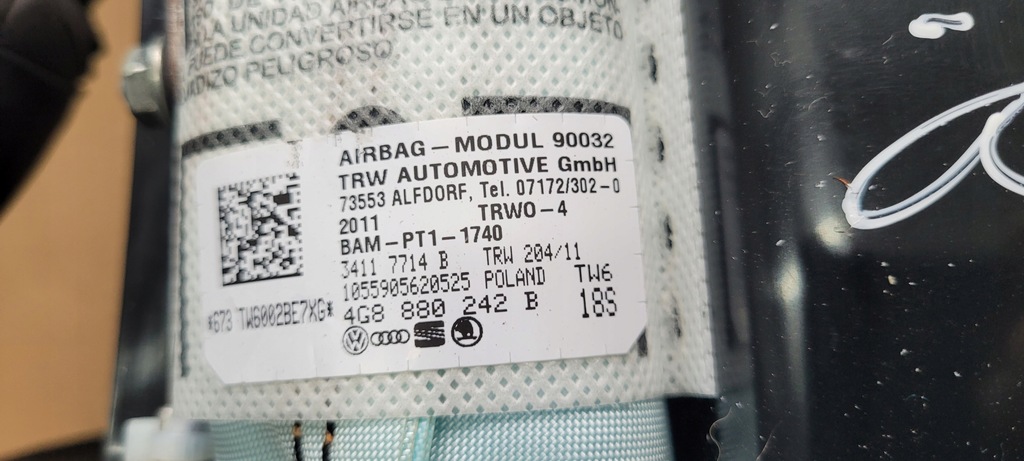 LA UNIDAD
PUEDE CONVERTIRSE EN UN OBJETO
PELIGROSO
AIRBAG-MODUL 90032
TRW AUTOMOTIVE GmbH
73553 ALFDORF, Tel. 07172/302-0
2011 TRWO-4
BAM-PT1-1740
3411 7714 B TRW 204/11
1055905620525 POLAND TW6
4G8 880 242 B 18S
*673 TW6002BE7XG*